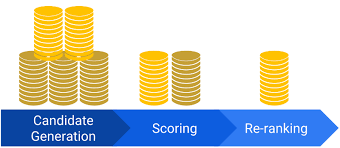 Candidate
Generation
Scoring
Re-ranking